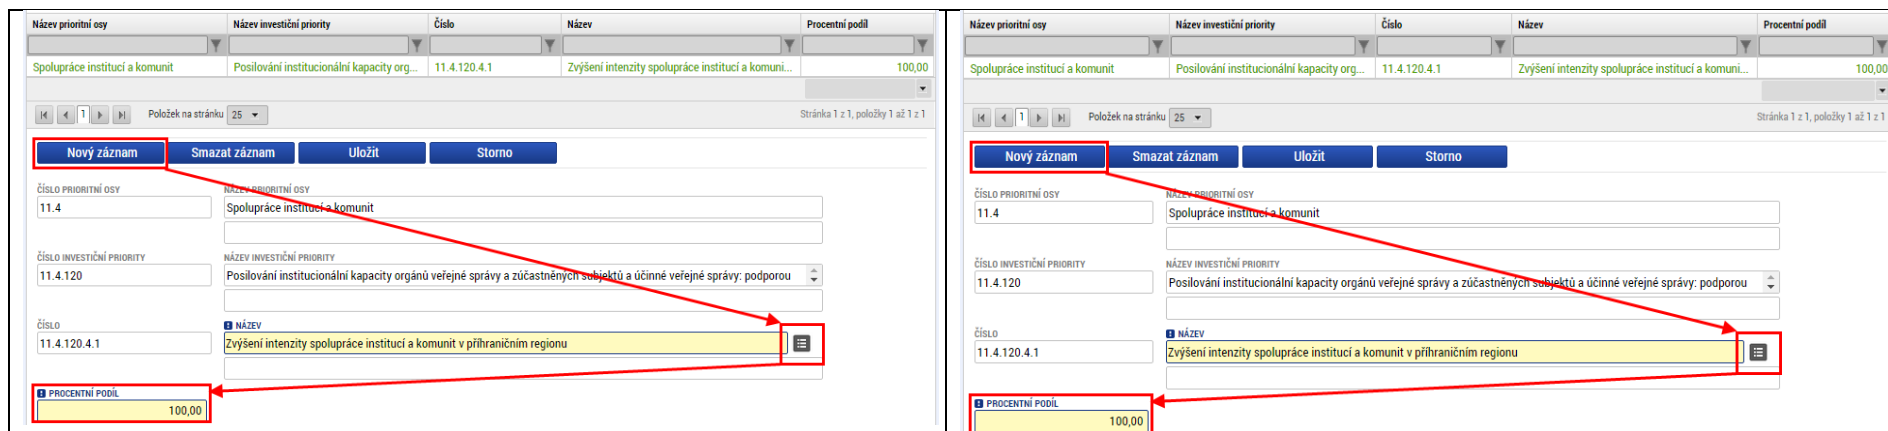 Název prioritní osy Název investiční priority Číslo Název Procentní podíl
Spolupráce institucí a komunit Posilování institucionální kapacity org... 11.4.120.4.1 Zvýšení intenzity spolupráce institucí a komuni... 100,00
1 Položek na stránku 25 Stránka 1 z 1, položky 1 až 1 z 1
Nový záznam Smazat záznam Uložit Storno
ČÍSLO PRIORITNÍ OSY NÁZEV PRIORITNÍ OSY
11.4 Spolupráce institucí a komunit
ČÍSLO INVESTIČNÍ PRIORITY NÁZEV INVESTIČNÍ PRIORITY
11.4.120 Posilování institucionální kapacity orgánů veřejné správy a zúčastněných subjektů a účinné veřejné správy: podporou
ČÍSLO NÁZEV
11.4.120.4.1 Zvýšení intenzity spolupráce institucí a komunit v příhraničním regionu
PROCENTNÍ PODÍL
100,00
Název prioritní osy Název investiční priority Číslo Název Procentní podíl
Spolupráce institucí a komunit Posilování institucionální kapacity org... 11.4.120.4.1 Zvýšení intenzity spolupráce institucí a komuni... 100,00
1 Položek na stránku 25 Stránka 1 z 1, položky 1 až 1 z 1
Nový záznam Smazat záznam Uložit Storno
ČÍSLO PRIORITNÍ OSY NÁZEV PRIORITNÍ OSY
11.4 Spolupráce institucí a komunit
ČÍSLO INVESTIČNÍ PRIORITY NÁZEV INVESTIČNÍ PRIORITY
11.4.120 Posilování institucionální kapacity orgánů veřejné správy a zúčastněných subjektů a účinné veřejné správy: podporou
ČÍSLO NÁZEV
11.4.120.4.1 Zvýšení intenzity spolupráce institucí a komunit v příhraničním regionu
PROCENTNÍ PODÍL
100,00